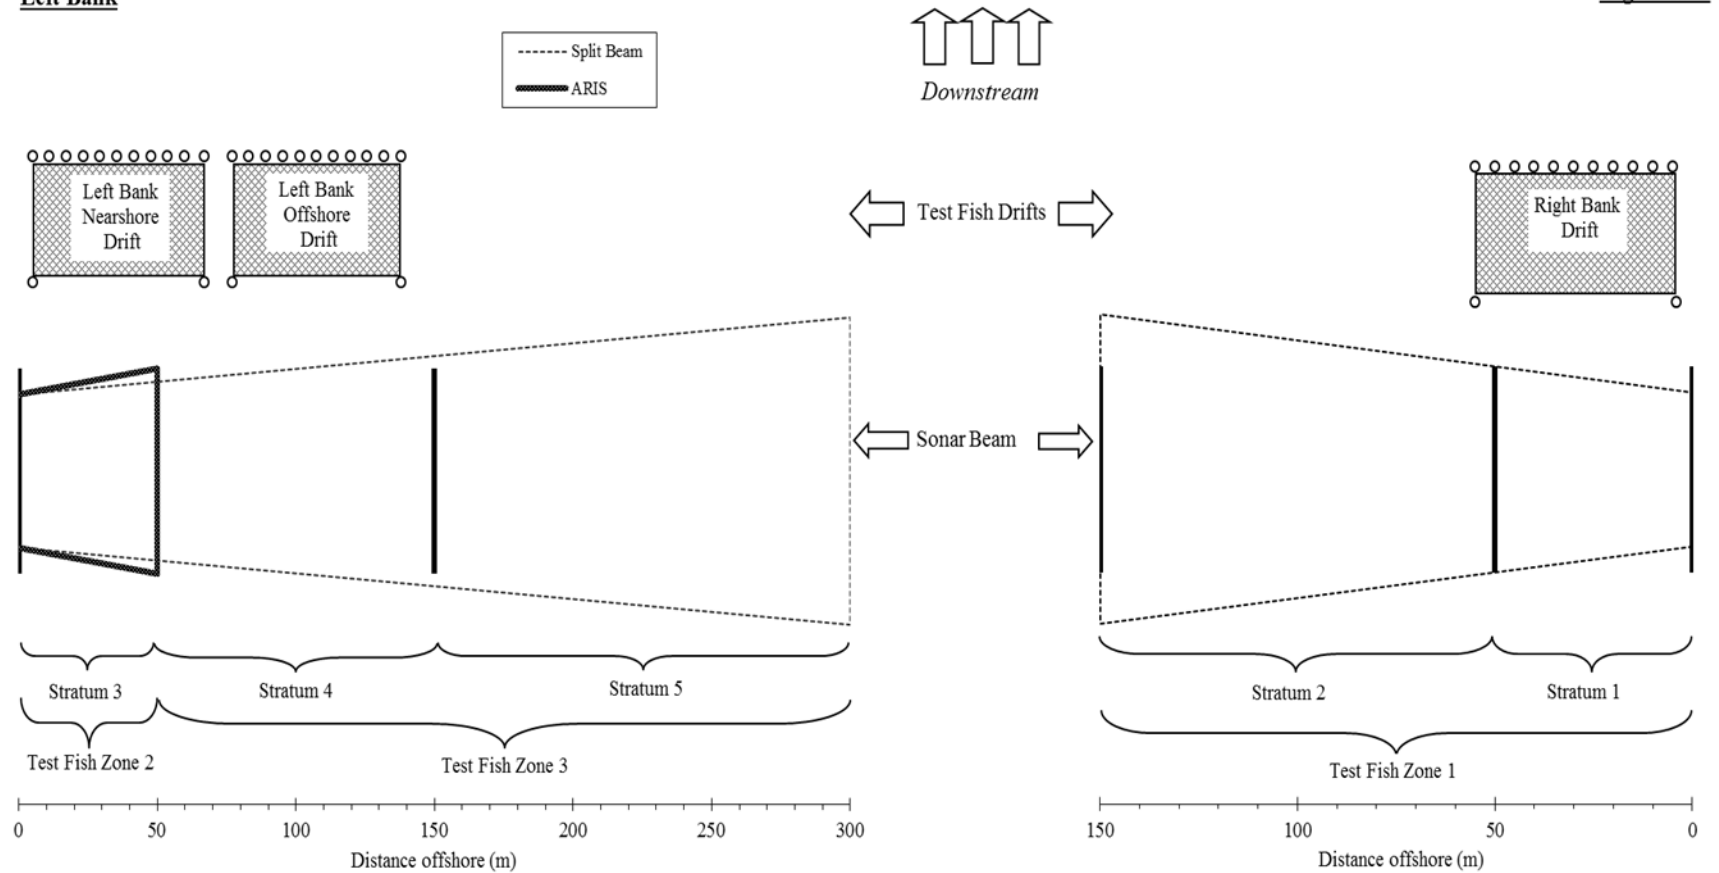 Left Bank
Split Beam
ARIS
Downstream
Left Bank
Nearshore
Drift
Left Bank
Offshore
Drift
Test Fish Drifts
Right Bank
Drift
Sonar Beam
Stratum 3
Stratum 4
Stratum 5
Stratum 2
Stratum 1
Test Fish Zone 2
Test Fish Zone 3
Test Fish Zone 1
0 50 100 150 200 250 300
150 100 50 0
Distance offshore (m)
Distance offshore (m)